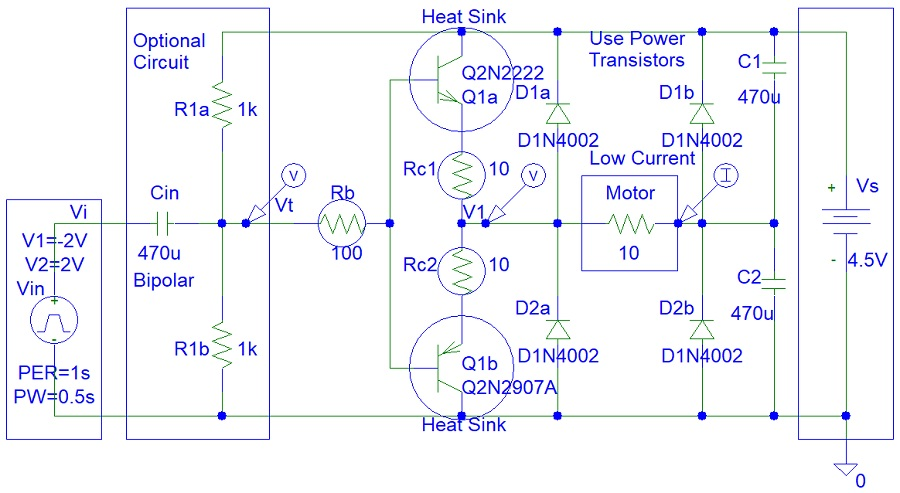 Heat Sink
Optional
Circuit
R1a
1k
Q2N2222
Q1a
Use Power
Transistors
D1a
D1N4002
D1b
D1N4002
C1
470u
Rc1
10
V
V
Low Current
Motor
10
I
Vi
V1=-2V
V2=2V
Vin
+
-
PER=1s
PW=0.5s
Cin
470u
Bipolar
Vt
Rb
100
V1
Rc2
10
R1b
1k
Q1b
Q2N2907A
Heat Sink
D2a
D1N4002
D2b
D1N4002
C2
470u
+
Vs
-
4.5V
0